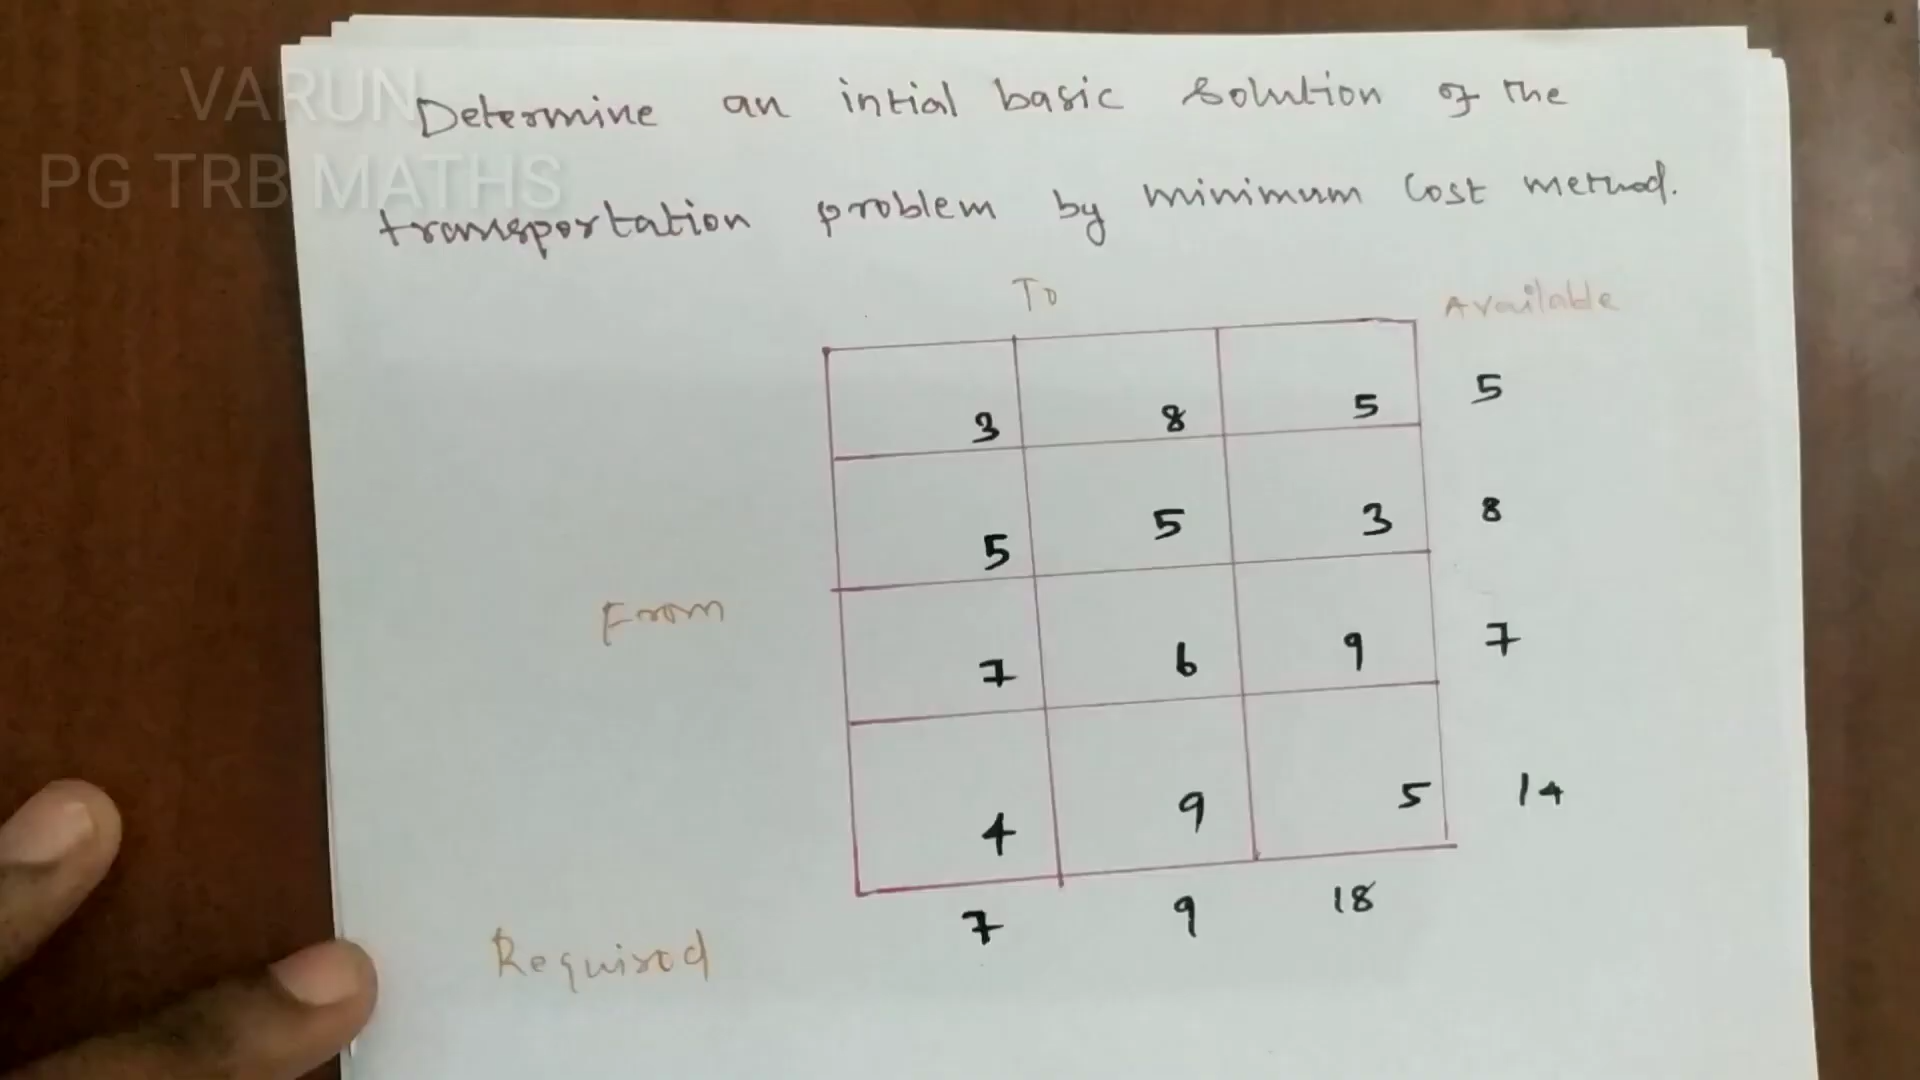 VARUN
PG TRB MATHS
Determine an intial basic solution of the
transportation problem by minimum cost method.
To Available
3 8 5 5
5 5 3 8
From
7 6 9 7
4 9 5 14
7 9 18
Required